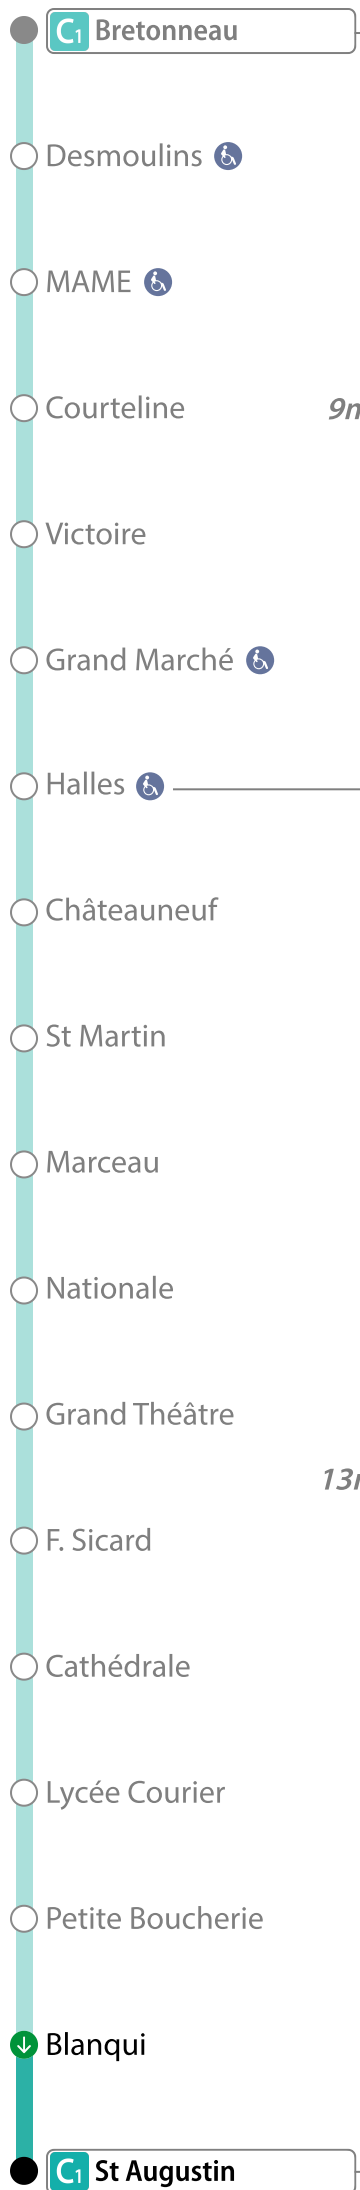 C1 Bretonneau
Desmoulins
MAME
Courteline
Victoire
Grand Marché
Halles
Châteauneuf
St Martin
Marceau
Nationale
Grand Théâtre
F. Sicard
Cathédrale
Lycée Courier
Petite Boucherie
Blanqui
C1 St Augustin